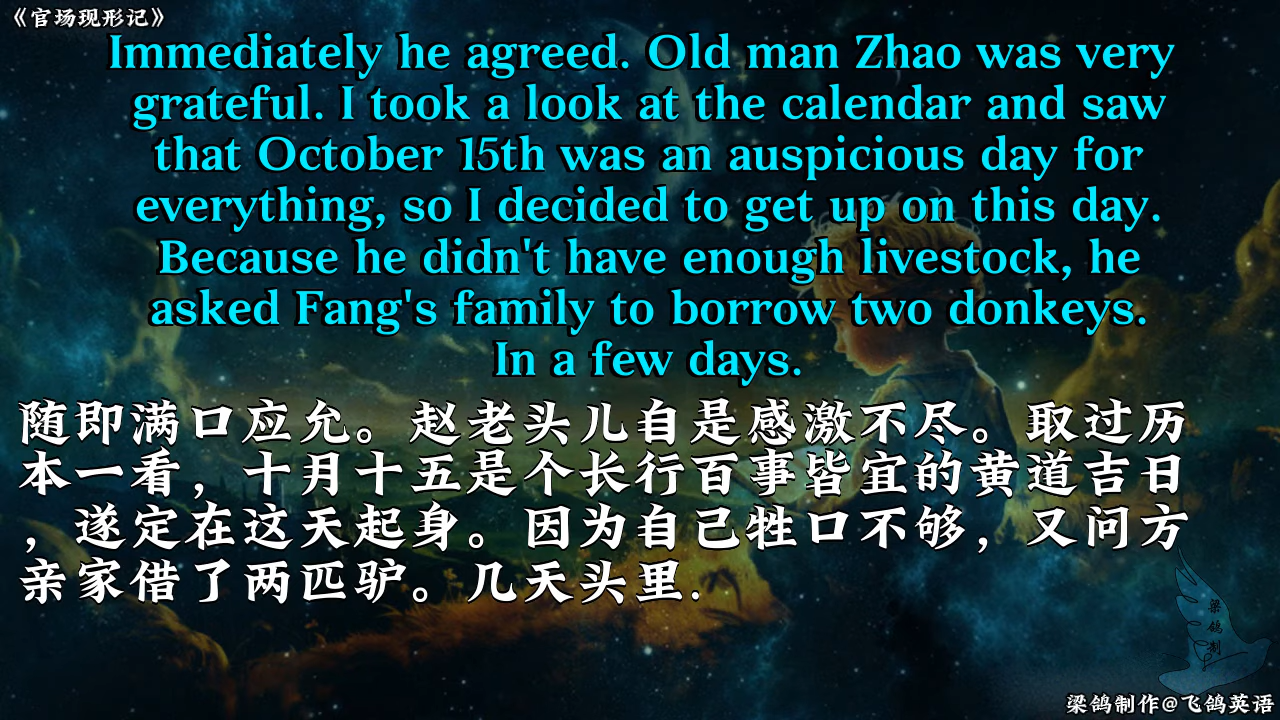 《官场现形记》
Immediately he agreed. Old man Zhao was very
grateful. I took a look at the calendar and saw
that October 15th was an auspicious day for
everything, so I decided to get up on this day.
Because he didn't have enough livestock, he
asked Fang's family to borrow two donkeys.
In a few days.
随即满口应允。赵老头儿自是感激不尽。取过历
本一看，十月十五是个长行百事皆宜的黄道吉日
，遂定在这天起身。因为自己牲口不够，又问方
亲家借了两匹驴。几天头里.
梁
鸽
制
梁鸽制作@飞鸽英语